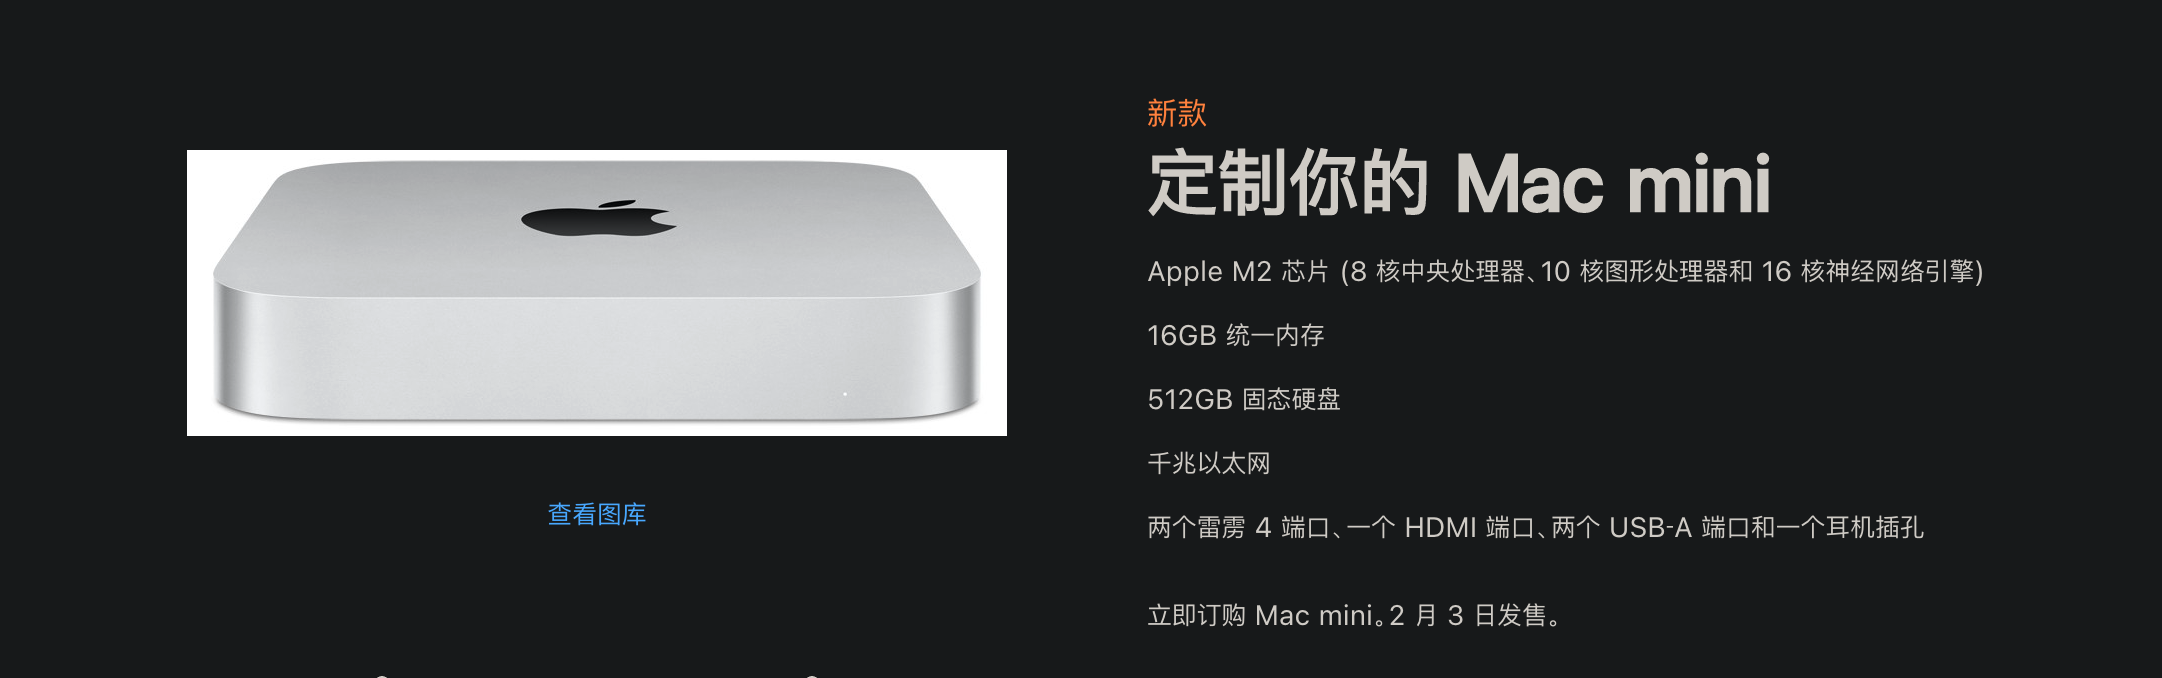 新款
定制你的 Mac mini
Apple M2 芯片 (8 核中央处理器、10 核图形处理器和 16 核神经网络引擎)
16GB 统一内存
512GB 固态硬盘
千兆以太网
两个雷雳 4 端口、一个 HDMI 端口、两个 USB-A 端口和一个耳机插孔
查看图库
立即订购 Mac mini。2 月 3 日发售。